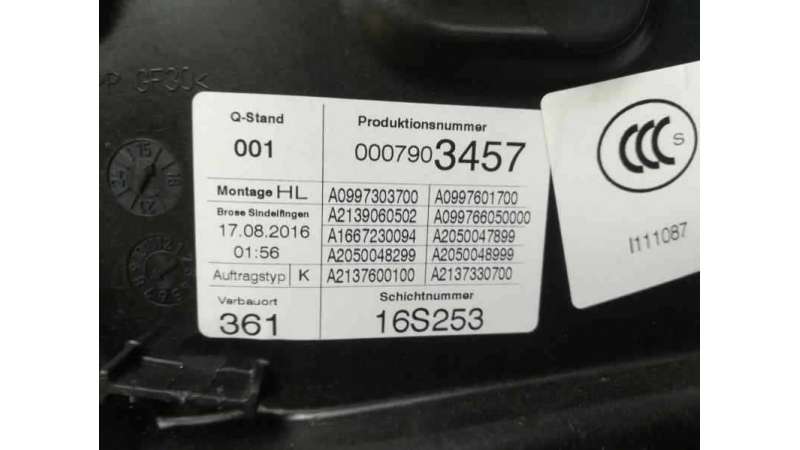 Q-Stand
001
Produktionsnummer
0007903457
Montage HL
Brose Sindelfingen
17.08.2016
01:56
Auftragstyp K
A0997303700 A0997601700
A2139060502 A099766050000
A1667230094 A2050047899
A2050048299 A2050048999
A2137600100 A2137330700
Verbauort
361
Schichtnummer
16S253
CCC S
I111087